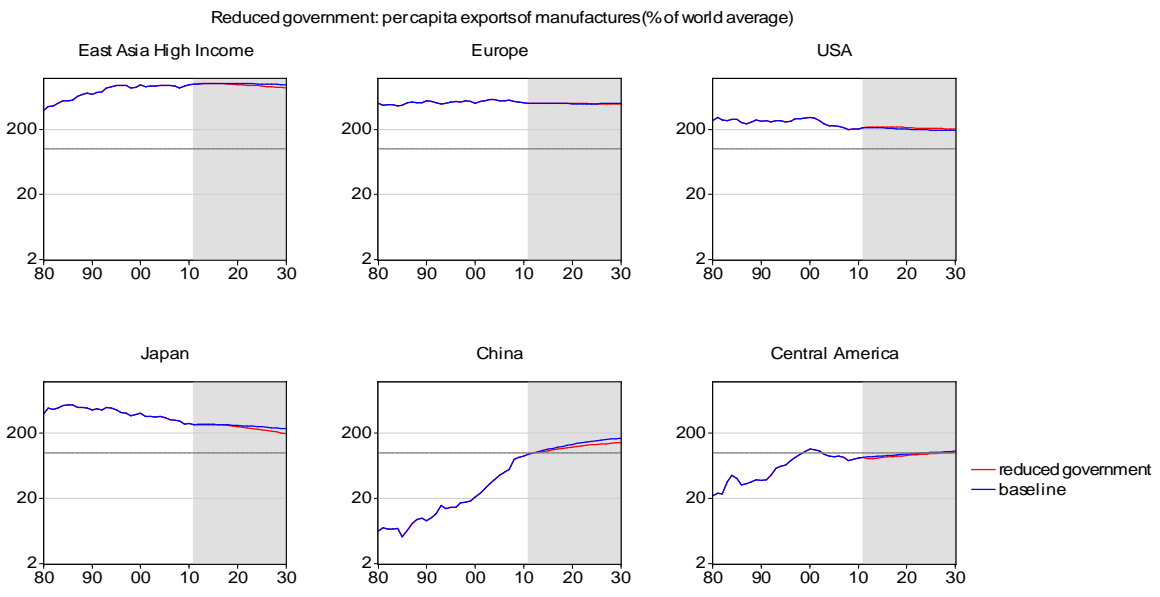 Reduced government: per capita exports of manufactures (% of world average)
East Asia High Income
Europe
USA
200
20
2
80 90 00 10 20 30
200
20
2
80 90 00 10 20 30
200
20
2
80 90 00 10 20 30
Japan
China
Central America
200
20
2
80 90 00 10 20 30
200
20
2
80 90 00 10 20 30
200
20
2
80 90 00 10 20 30
reduced government
baseline